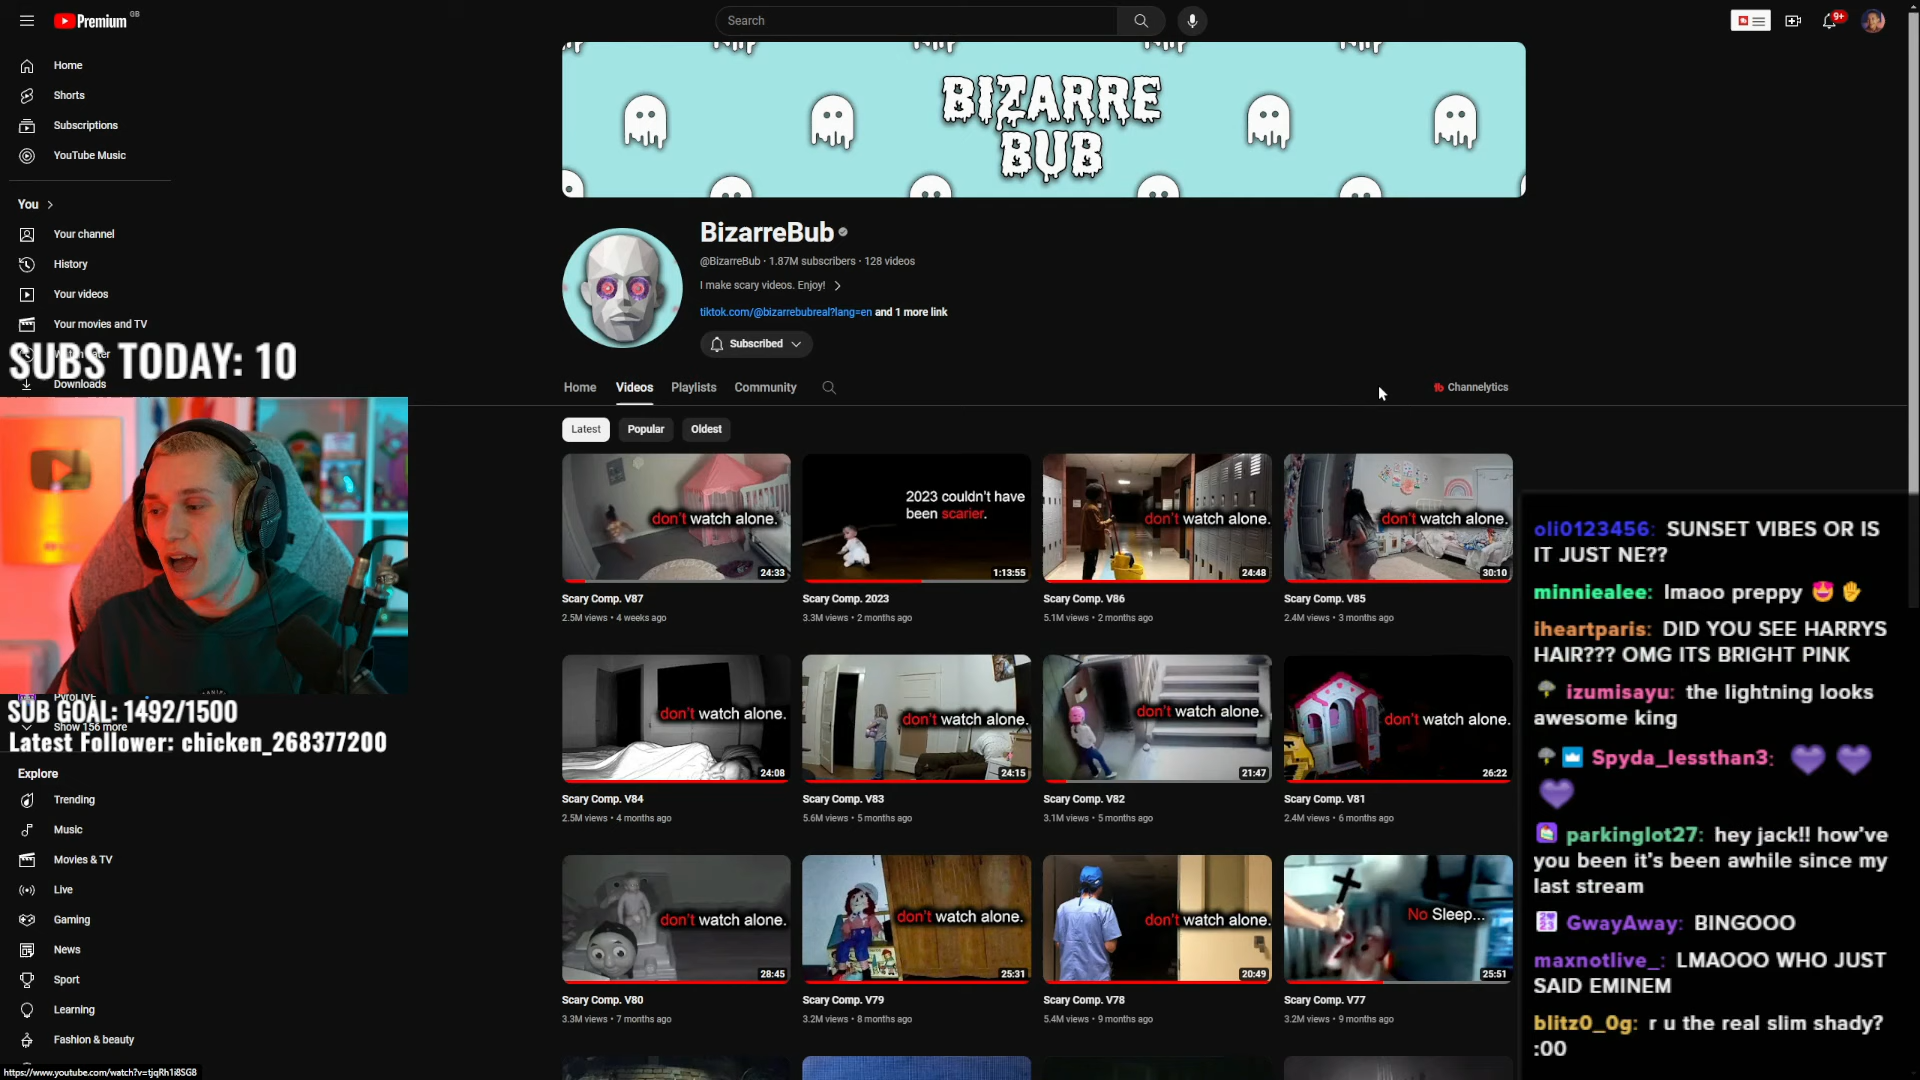 Premium GB
Search
9+
Home
Shorts
Subscriptions
YouTube Music
You
Your channel
History
Your videos
Your movies and TV
SUBS TODAY: 10
Downloads
SUB GOAL: 1492/1500
Show 156 more
Latest Follower: chicken_268377200
Explore
Trending
Music
Movies & TV
Live
Gaming
News
Sport
Learning
Fashion & beauty
https://www.youtube.com/watch?v=tjqRh1i8SG8
BIZARRE
BUB
BizarreBub
@BizarreBub · 1.87M subscribers · 128 videos
I make scary videos. Enjoy!
tiktok.com/@bizarrebubreal?lang=en and 1 more link
Subscribed
Home Videos Playlists Community
Channelytics
Latest Popular Oldest
don't watch alone.
24:33
Scary Comp. V87
2.5M views • 4 weeks ago
2023 couldn't have
been scarier.
1:13:55
Scary Comp. 2023
3.3M views • 2 months ago
don't watch alone.
24:48
Scary Comp. V86
5.1M views • 2 months ago
don't watch alone.
30:10
Scary Comp. V85
2.4M views • 3 months ago
don't watch alone.
24:08
Scary Comp. V84
2.5M views • 4 months ago
don't watch alone.
24:15
Scary Comp. V83
5.6M views • 5 months ago
don't watch alone.
21:47
Scary Comp. V82
3.1M views • 5 months ago
don't watch alone.
26:22
Scary Comp. V81
2.4M views • 6 months ago
don't watch alone.
28:45
Scary Comp. V80
3.3M views • 7 months ago
don't watch alone.
25:31
Scary Comp. V79
3.2M views • 8 months ago
don't watch alone.
20:49
Scary Comp. V78
5.4M views • 9 months ago
No Sleep...
25:51
Scary Comp. V77
3.2M views • 9 months ago
oli0123456: SUNSET VIBES OR IS
IT JUST NE??
minniealee: lmaoo preppy 🤩 ✋
iheartparis: DID YOU SEE HARRYS
HAIR??? OMG ITS BRIGHT PINK
izumisayu: the lightning looks
awesome king
Spyda_lessthan3: 💜 💜
💜
parkinglot27: hey jack!! how've
you been it's been awhile since my
last stream
GwayAway: BINGOOO
maxnotlive_: LMAOOO WHO JUST
SAID EMINEM
blitz0_0g: r u the real slim shady?
:00